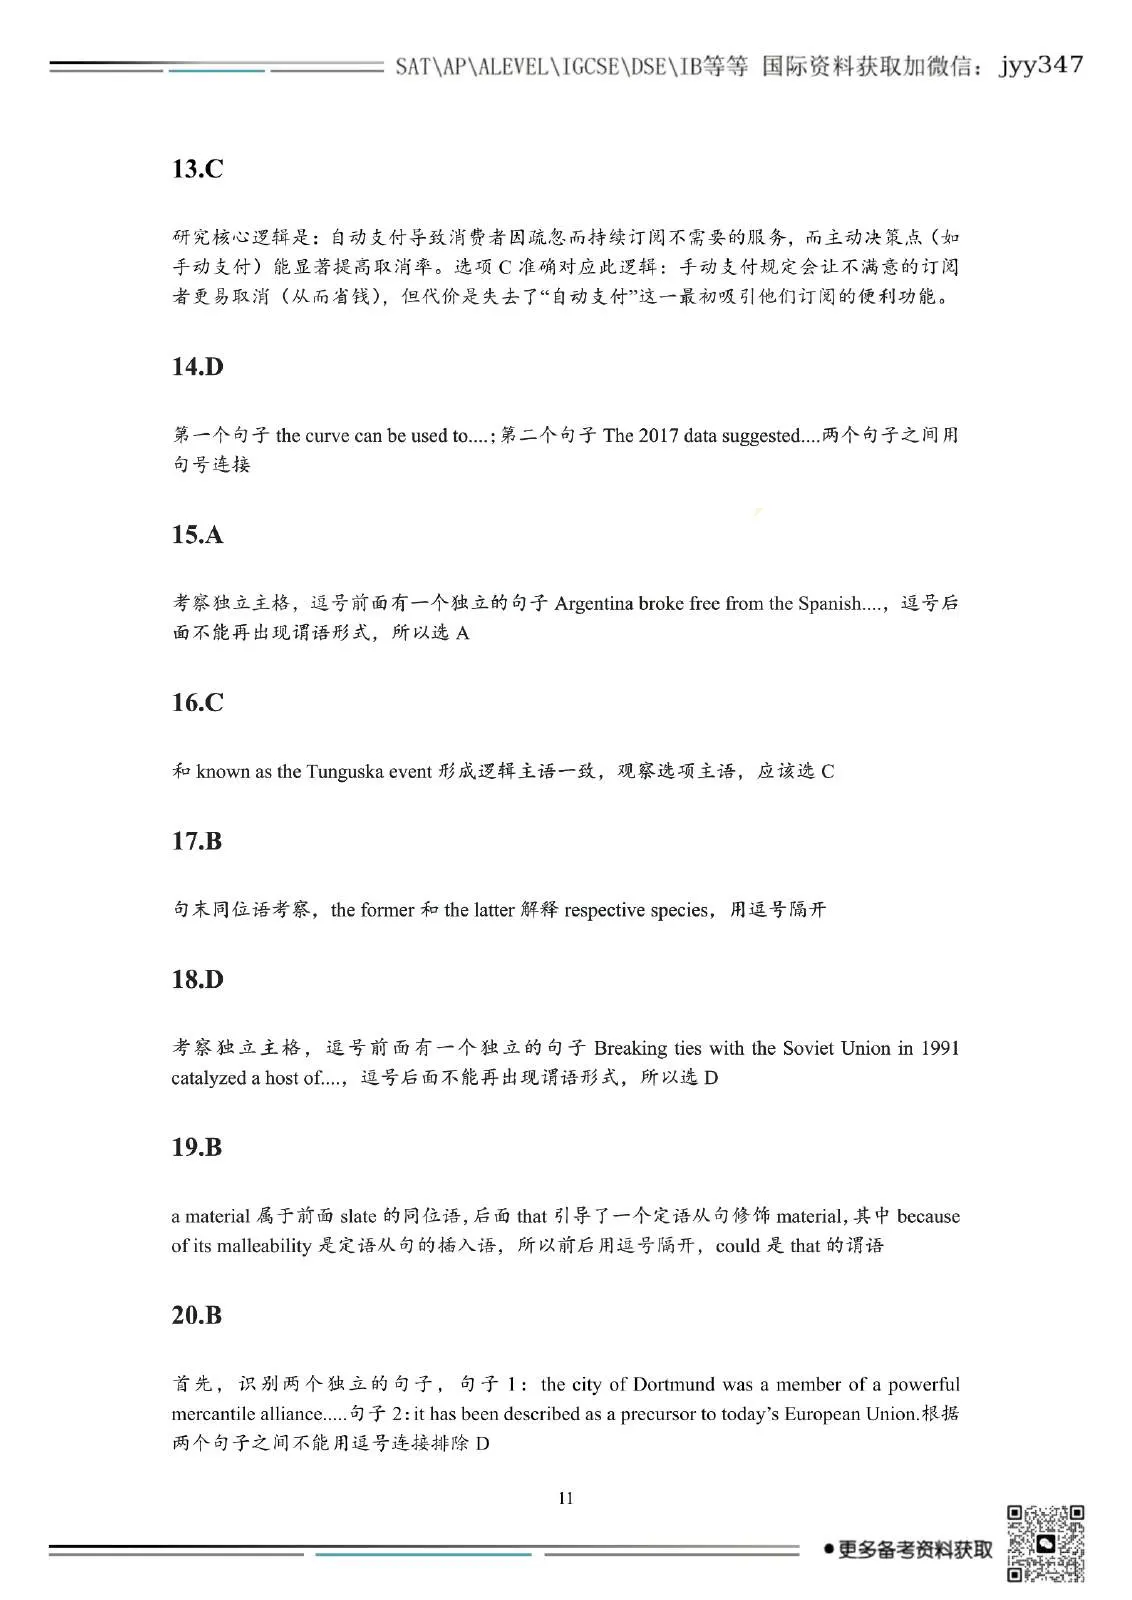 SAT\AP\ALEVEL\IGCSE\DSE\IB等等 国际资料获取加微信：jyy347
13.C
研究核心逻辑是：自动支付导致消费者因疏忽而持续订阅不需要的服务，而主动决策点（如
手动支付）能显著提高取消率。选项 C 准确对应此逻辑：手动支付规定会让不满意的订阅
者更易取消（从而省钱），但代价是失去了“自动支付”这一最初吸引他们订阅的便利功能。
14.D
第一个句子 the curve can be used to....；第二个句子 The 2017 data suggested....两个句子之间用
句号连接
15.A
考察独立主格，逗号前面有一个独立的句子 Argentina broke free from the Spanish....，逗号后
面不能再出现谓语形式，所以选 A
16.C
和 known as the Tunguska event 形成逻辑主语一致，观察选项主语，应该选 C
17.B
句末同位语考察，the former 和 the latter 解释 respective species，用逗号隔开
18.D
考察独立主格，逗号前面有一个独立的句子 Breaking ties with the Soviet Union in 1991
catalyzed a host of....，逗号后面不能再出现谓语形式，所以选 D
19.B
a material 属于前面 slate 的同位语，后面 that 引导了一个定语从句修饰 material，其中 because
of its malleability 是定语从句的插入语，所以前后用逗号隔开，could 是 that 的谓语
20.B
首先，识别两个独立的句子，句子 1：the city of Dortmund was a member of a powerful
mercantile alliance.....句子 2：it has been described as a precursor to today’s European Union.根据
两个句子之间不能用逗号连接排除 D
11
●更多备考资料获取